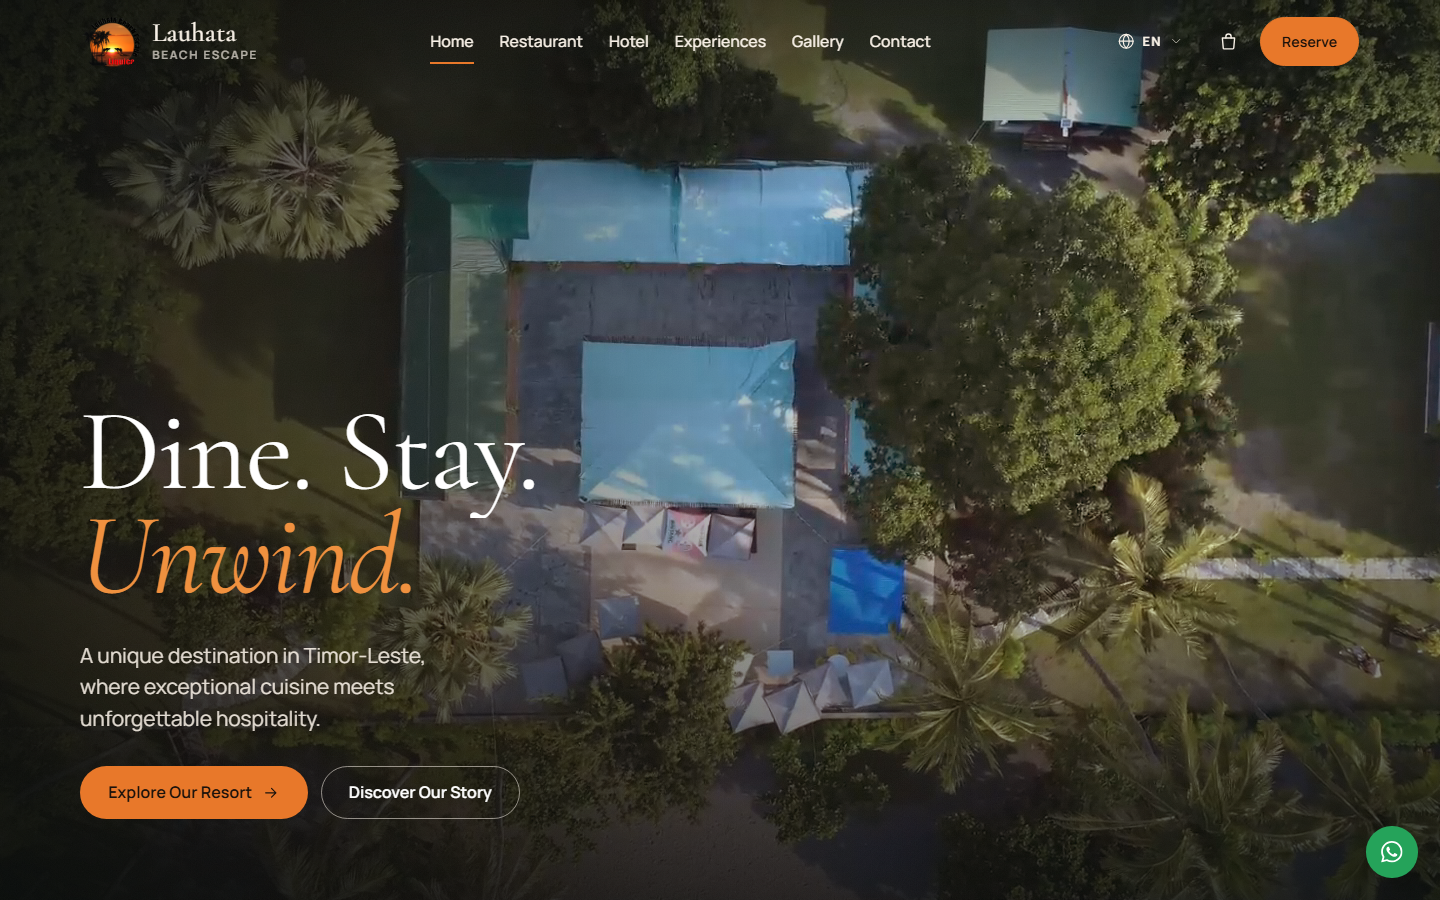 Lauhata
BEACH ESCAPE
Home
Restaurant
Hotel
Experiences
Gallery
Contact
EN
Reserve
Dine. Stay.
Unwind.
A unique destination in Timor-Leste,
where exceptional cuisine meets
unforgettable hospitality.
Explore Our Resort →
Discover Our Story